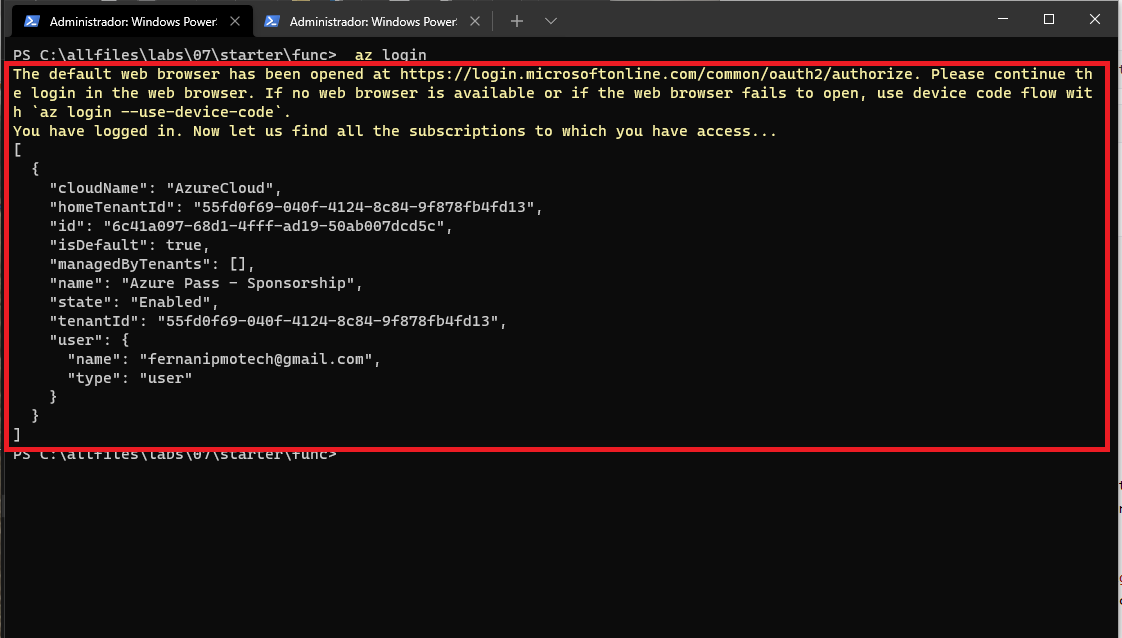 Administrador: Windows Power Administrador: Windows Power
PS C:\allfiles\labs\07\starter\func>  az login
The default web browser has been opened at https://login.microsoftonline.com/common/oauth2/authorize. Please continue th
e login in the web browser. If no web browser is available or if the web browser fails to open, use device code flow wit
h `az login --use-device-code`.
You have logged in. Now let us find all the subscriptions to which you have access...
[
  {
    "cloudName": "AzureCloud",
    "homeTenantId": "55fd0f69-040f-4124-8c84-9f878fb4fd13",
    "id": "6c41a097-68d1-4fff-ad19-50ab007dcd5c",
    "isDefault": true,
    "managedByTenants": [],
    "name": "Azure Pass - Sponsorship",
    "state": "Enabled",
    "tenantId": "55fd0f69-040f-4124-8c84-9f878fb4fd13",
    "user": {
      "name": "fernanipmotech@gmail.com",
      "type": "user"
    }
  }
]
PS C:\allfiles\labs\07\starter\func>